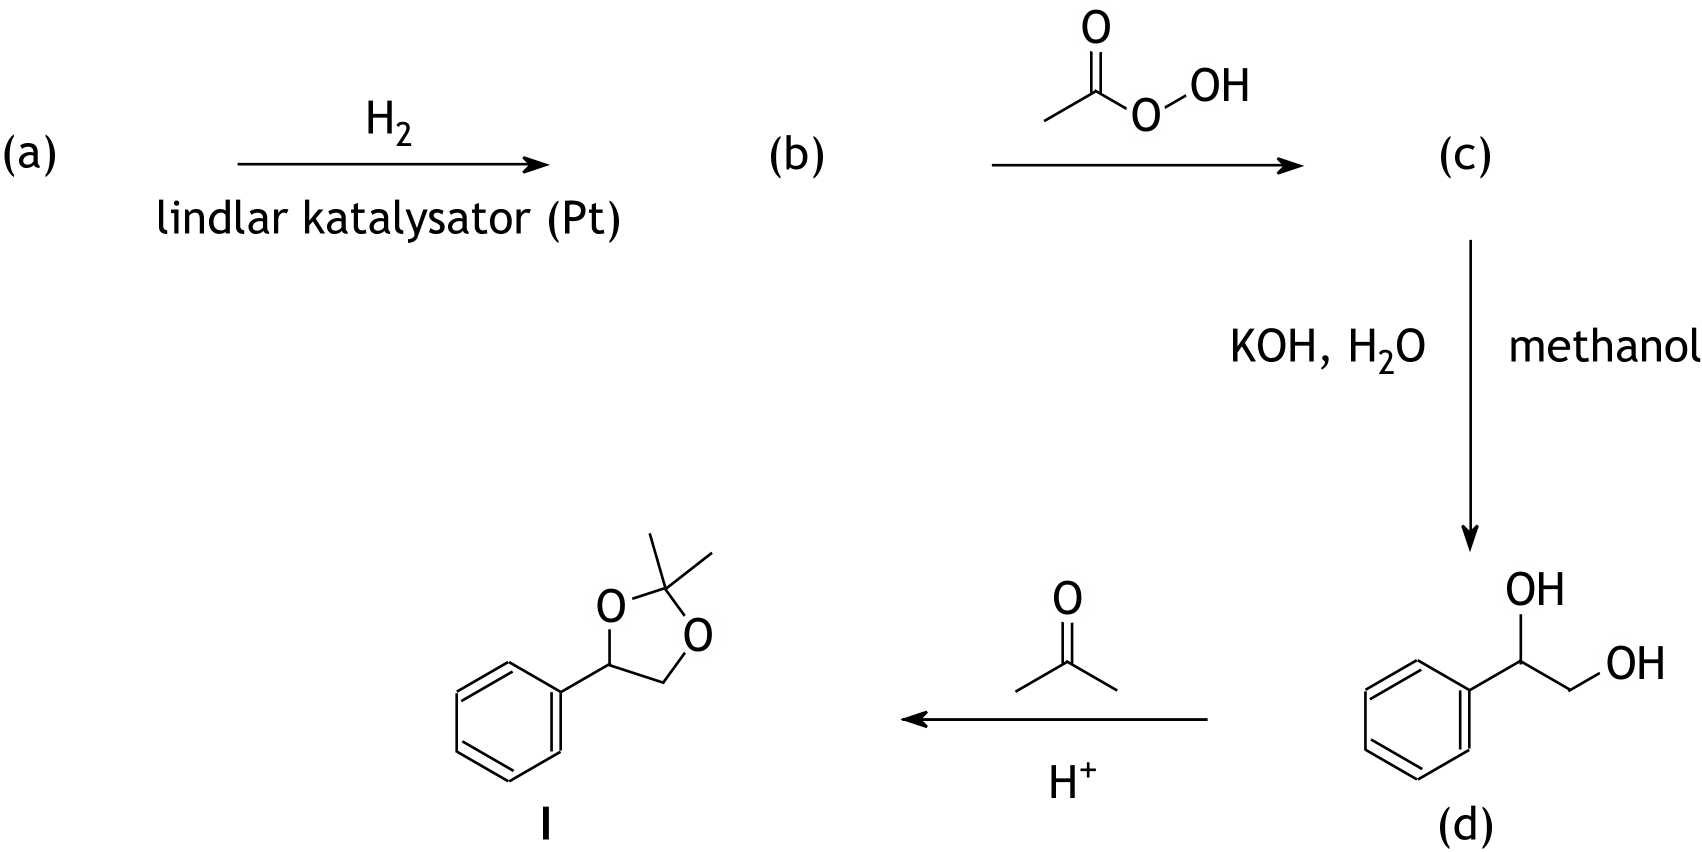 (a)
H₂
lindlar katalysator (Pt)
(b)
O
O
OH
(c)
KOH, H₂O
methanol
OH
OH
(d)
O
H⁺
O
O
I